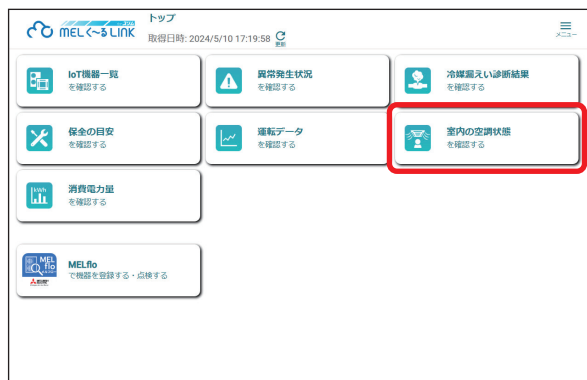 MELく～るLINK
トップ
取得日時: 2024/5/10 17:19:58
更新
メニュー
IoT機器一覧
を確認する
異常発生状況
を確認する
冷媒漏えい診断結果
を確認する
保全の目安
を確認する
運転データ
を確認する
室内の空調状態
を確認する
kWh
消費電力量
を確認する
MEL
flo
MELflo
で機器を登録する・点検する